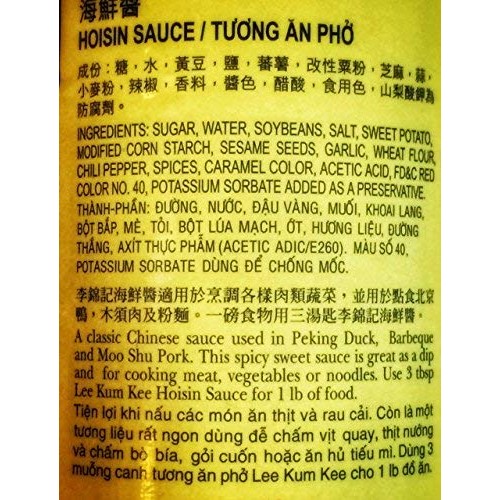 海鮮醬
HOISIN SAUCE / TƯƠNG ĂN PHỞ
成份：糖，水，黃豆，鹽，蕃薯，改性粟粉，芝麻，蒜，
小麥粉，辣椒，香料，醬色，醋酸，食用色，山梨酸鉀為
防腐劑。
INGREDIENTS: SUGAR, WATER, SOYBEANS, SALT, SWEET POTATO,
MODIFIED CORN STARCH, SESAME SEEDS, GARLIC, WHEAT FLOUR,
CHILI PEPPER, SPICES, CARAMEL COLOR, ACETIC ACID, FD&C RED
COLOR NO. 40, POTASSIUM SORBATE ADDED AS A PRESERVATIVE.
THÀNH-PHẦN: ĐƯỜNG, NƯỚC, ĐẬU VÀNG, MUỐI, KHOAI LANG,
BỘT BẮP, MÈ, TỎI, BỘT LÚA MẠCH, ỚT, HƯƠNG LIỆU, ĐƯỜNG
THẮNG, AXÍT THỰC PHẨM (ACETIC ADIC/E260). MÀU SỐ 40,
POTASSIUM SORBATE DÙNG ĐỂ CHỐNG MỐC.
李錦記海鮮醬適用於烹調各樣肉類蔬菜，並用於點食北京
鴨，木須肉及粉麵。一磅食物用三湯匙李錦記海鮮醬。
A classic Chinese sauce used in Peking Duck, Barbeque
and Moo Shu Pork. This spicy sweet sauce is great as a dip
and for cooking meat, vegetables or noodles. Use 3 tbsp
Lee Kum Kee Hoisin Sauce for 1 lb of food.
Tiện lợi khi nấu các món ăn thịt và rau cải. Còn là một
tương liệu rất ngon dùng để chấm vịt quay, thịt nướng
và chấm bò bía, gỏi cuốn hoặc ăn hủ tiếu mì. Dùng 3
muỗng canh tương ăn phở Lee Kum Kee cho 1 lb đồ ăn.